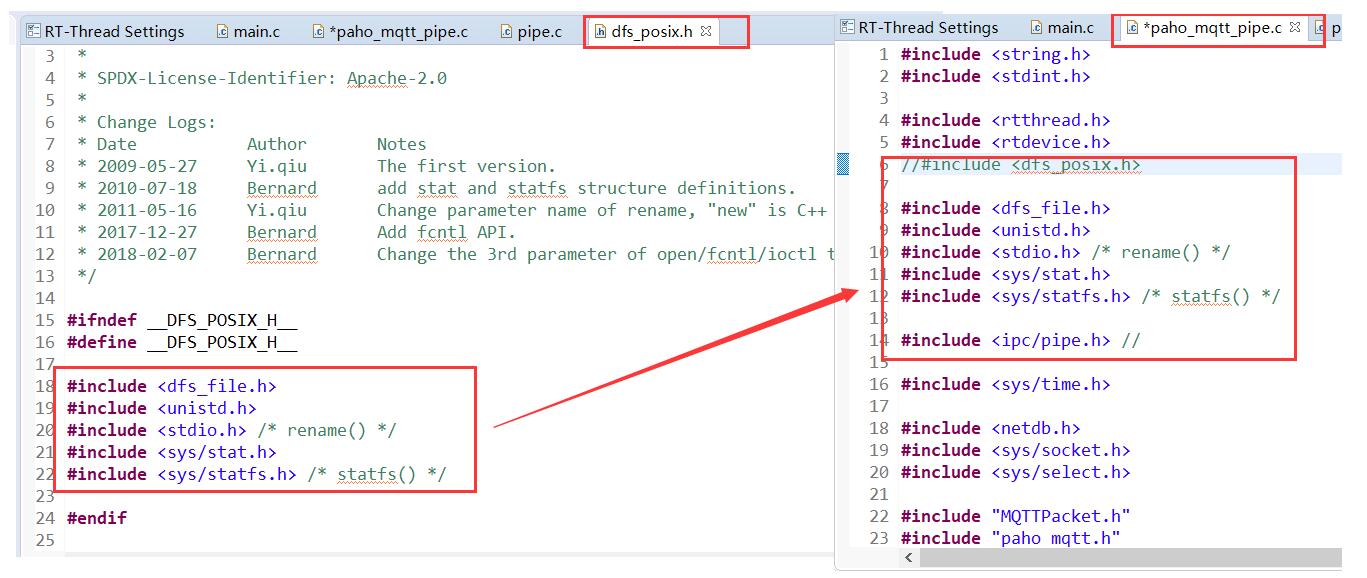 RT-Thread Settings main.c *paho_mqtt_pipe.c pipe.c dfs_posix.h
3 *
4 * SPDX-License-Identifier: Apache-2.0
5 *
6 * Change Logs:
7 * Date Author Notes
8 * 2009-05-27 Yi.qiu The first version.
9 * 2010-07-18 Bernard add stat and statfs structure definitions.
10 * 2011-05-16 Yi.qiu Change parameter name of rename, "new" is C++
11 * 2017-12-27 Bernard Add fcntl API.
12 * 2018-02-07 Bernard Change the 3rd parameter of open/fcntl/ioctl t
13 */
14
15 #ifndef __DFS_POSIX_H__
16 #define __DFS_POSIX_H__
17
18 #include <dfs_file.h>
19 #include <unistd.h>
20 #include <stdio.h> /* rename() */
21 #include <sys/stat.h>
22 #include <sys/statfs.h> /* statfs() */
23
24 #endif
25
RT-Thread Settings main.c *paho_mqtt_pipe.c p
1 #include <string.h>
2 #include <stdint.h>
3
4 #include <rtthread.h>
5 #include <rtdevice.h>
6 //#include <dfs_posix.h>
7
8 #include <dfs_file.h>
9 #include <unistd.h>
10 #include <stdio.h> /* rename() */
11 #include <sys/stat.h>
12 #include <sys/statfs.h> /* statfs() */
13
14 #include <ipc/pipe.h> //
15
16 #include <sys/time.h>
17
18 #include <netdb.h>
19 #include <sys/socket.h>
20 #include <sys/select.h>
21
22 #include "MQTTPacket.h"
23 #include "paho_mqtt.h"